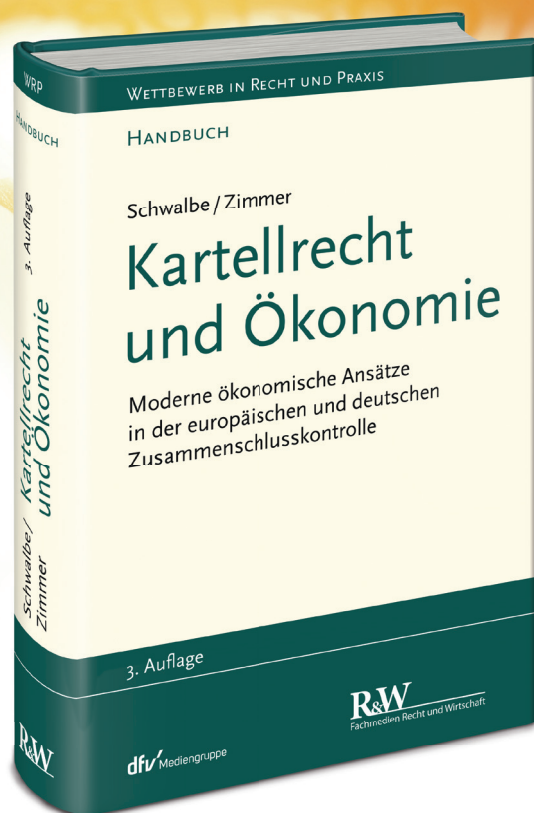 WETTBEWERB IN RECHT UND PRAXIS
HANDBUCH
Schwalbe / Zimmer
Kartellrecht
und Ökonomie
Moderne ökonomische Ansätze
in der europäischen und deutschen
Zusammenschlusskontrolle
3. Auflage
R&W
Fachmedien Recht und Wirtschaft
dfv Mediengruppe
WRP
HANDBUCH
3. Auflage
Kartellrecht
und Ökonomie
Schwalbe/
Zimmer
R&W